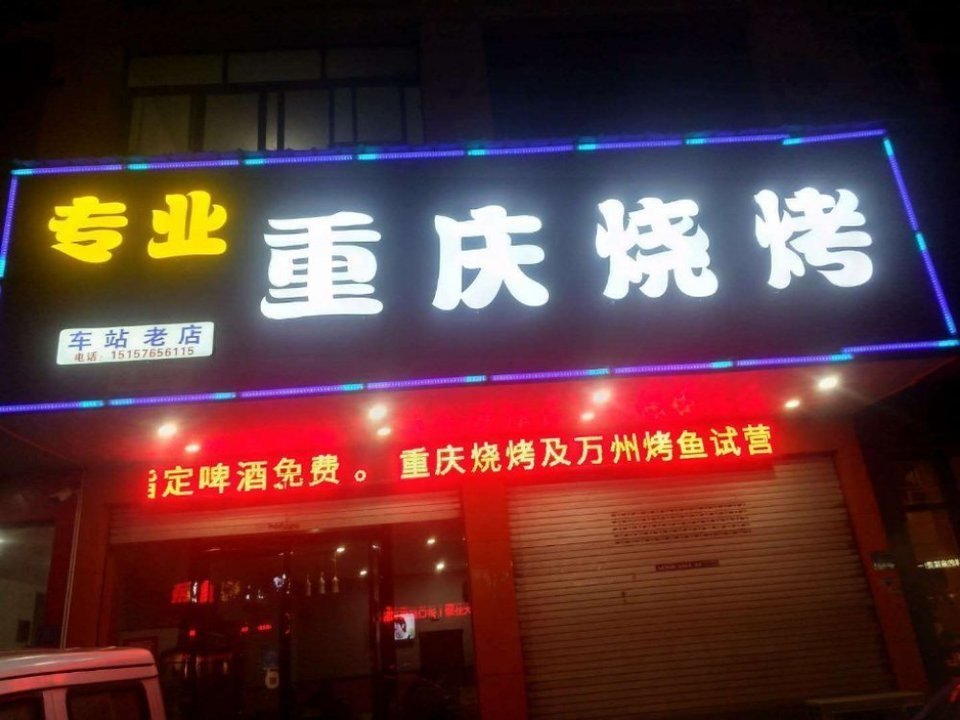 专业 重庆烧烤
车站老店
电话：15157656115
指定啤酒免费。 重庆烧烤及万州烤鱼试营